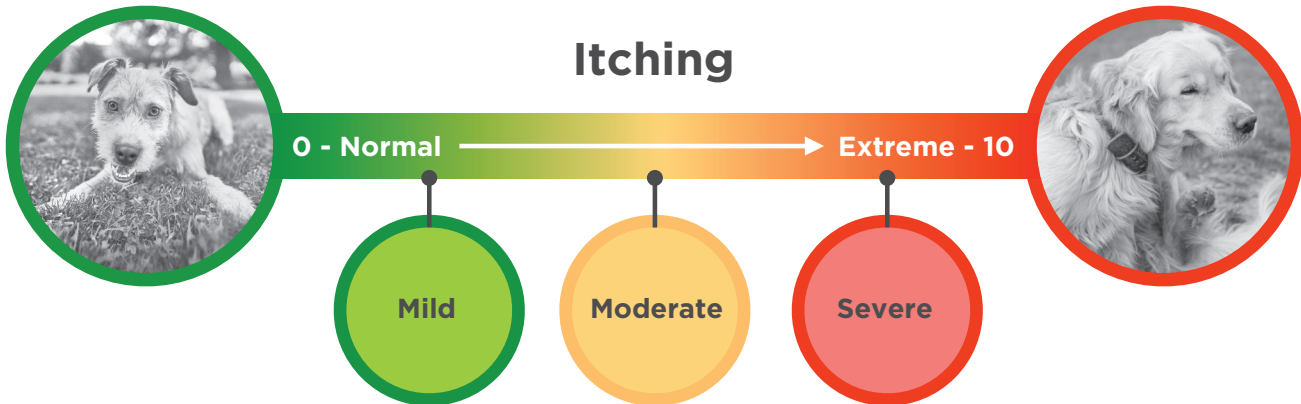 Itching
0 - Normal
Extreme - 10
Mild
Moderate
Severe